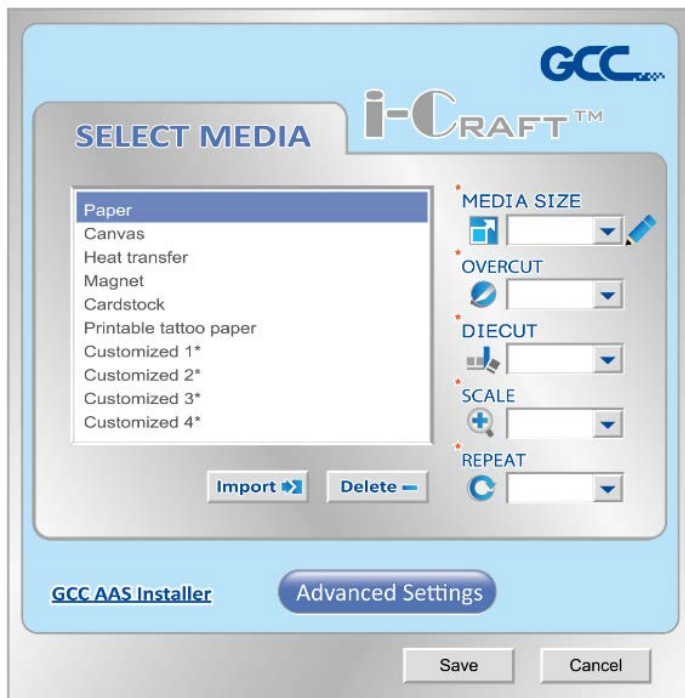 GCC
i-CRAFT™
SELECT MEDIA
Paper
Canvas
Heat transfer
Magnet
Cardstock
Printable tattoo paper
Customized 1*
Customized 2*
Customized 3*
Customized 4*
Import
Delete
* MEDIA SIZE
* OVERCUT
* DIECUT
* SCALE
* REPEAT
GCC AAS Installer
Advanced Settings
Save
Cancel